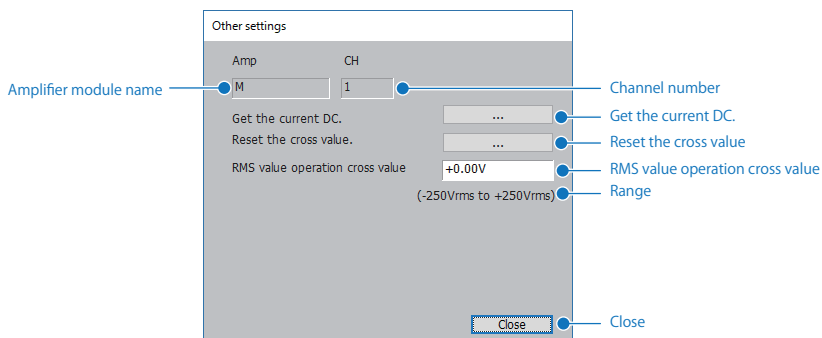 Other settings
Amp CH
Amplifier module name M 1 Channel number
Get the current DC. ... Get the current DC.
Reset the cross value. ... Reset the cross value
RMS value operation cross value +0.00V RMS value operation cross value
(-250Vrms to +250Vrms) Range
Close Close